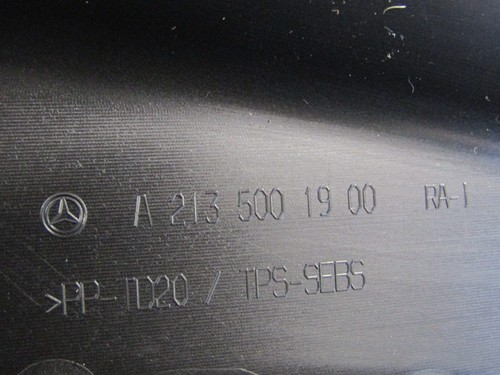 A 213 500 19 00 RA-1
>PP-TD20 / TPS-SEBS